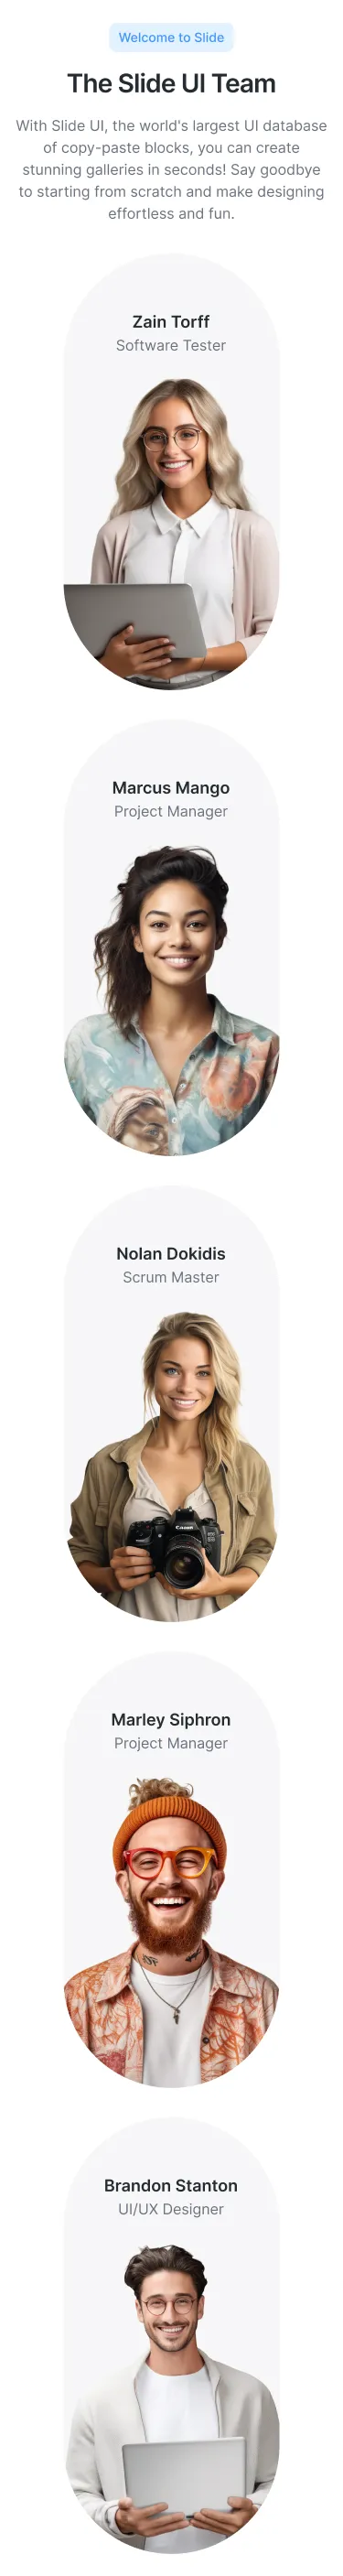 Welcome to Slide
The Slide UI Team
With Slide UI, the world's largest UI database
of copy-paste blocks, you can create
stunning galleries in seconds! Say goodbye
to starting from scratch and make designing
effortless and fun.
Zain Torff
Software Tester
Marcus Mango
Project Manager
Nolan Dokidis
Scrum Master
Canon
Marley Siphron
Project Manager
Brandon Stanton
UI/UX Designer